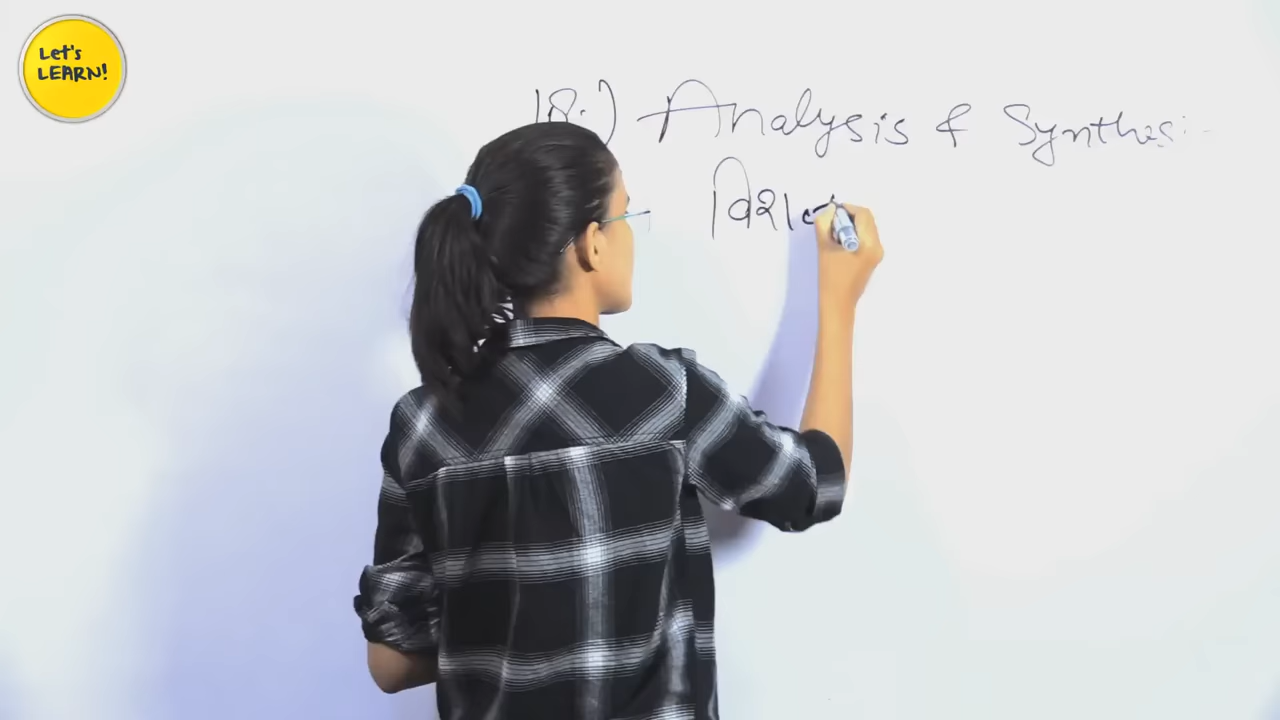 Let's
LEARN!
18.) Analysis & Synthesi
विश